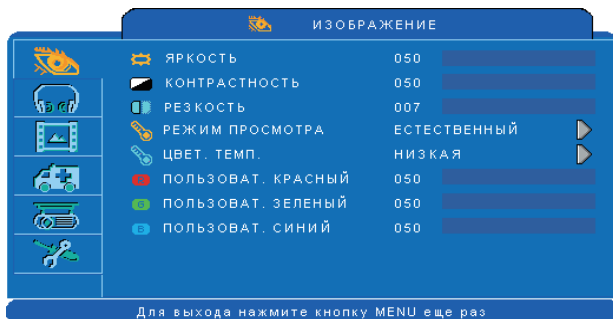 ИЗОБРАЖЕНИЕ
ЯРКОСТЬ 050
КОНТРАСТНОСТЬ 050
РЕЗКОСТЬ 007
РЕЖИМ ПРОСМОТРА ЕСТЕСТВЕННЫЙ
ЦВЕТ. ТЕМП. НИЗКАЯ
R ПОЛЬЗОВАТ. КРАСНЫЙ 050
G ПОЛЬЗОВАТ. ЗЕЛЕНЫЙ 050
B ПОЛЬЗОВАТ. СИНИЙ 050
Для выхода нажмите кнопку MENU еще раз